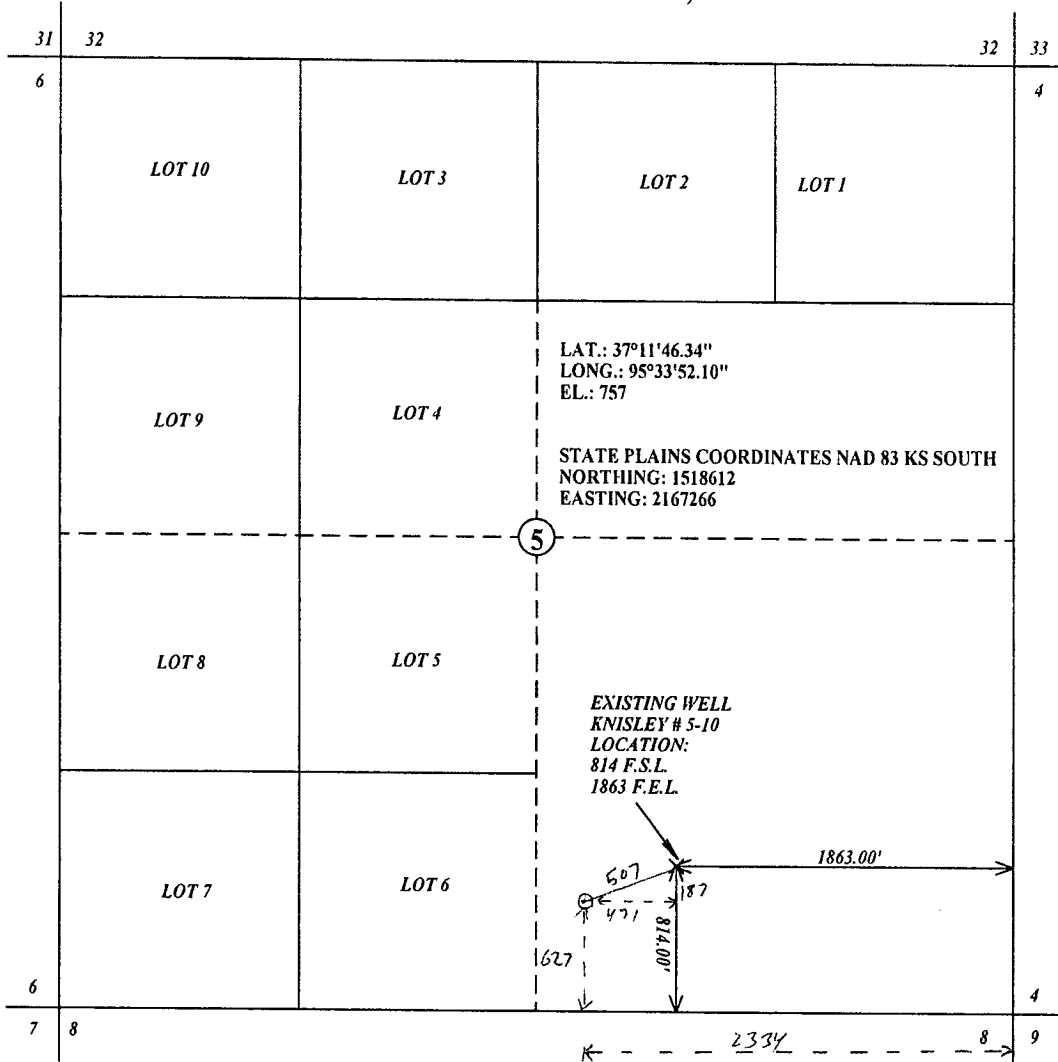 31 32 32 33
6 4
LOT 10 LOT 3 LOT 2 LOT 1
LAT.: 37°11'46.34"
LONG.: 95°33'52.10"
EL.: 757
LOT 9 LOT 4
STATE PLAINS COORDINATES NAD 83 KS SOUTH
NORTHING: 1518612
EASTING: 2167266
5
LOT 8 LOT 5
EXISTING WELL
KNISLEY # 5-10
LOCATION:
814 F.S.L.
1863 F.E.L.
1863.00'
507
187
LOT 7 LOT 6
471
814.00'
627
6 4
7 8 8 9
2334